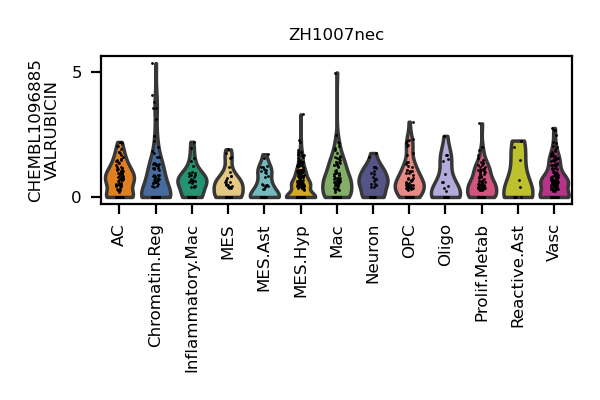 ZH1007nec
CHEMBL1096885
VALRUBICIN
5
0
AC
Chromatin.Reg
Inflammatory.Mac
MES
MES.Ast
MES.Hyp
Mac
Neuron
OPC
Oligo
Prolif.Metab
Reactive.Ast
Vasc